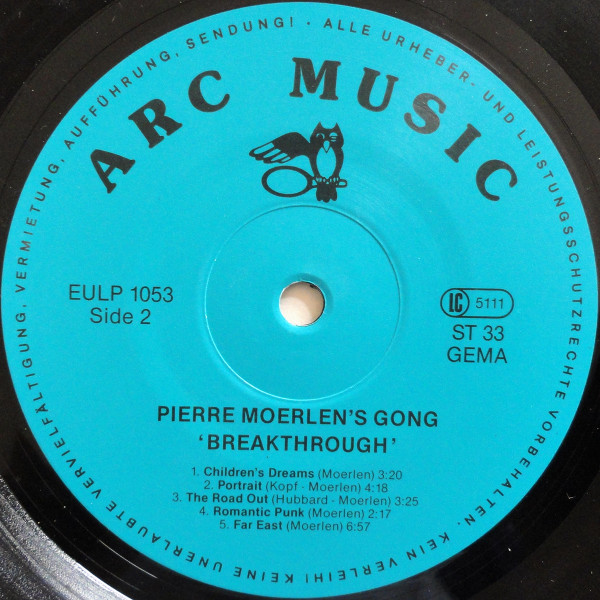 ARC MUSIC
EULP 1053
Side 2
LC 5111
ST 33
GEMA
PIERRE MOERLEN'S GONG
‘BREAKTHROUGH’
1. Children's Dreams (Moerlen) 3:20
2. Portrait (Kopf - Moerlen) 4:18
3. The Road Out (Hubbard - Moerlen) 3:25
4. Romantic Punk (Moerlen) 2:17
5. Far East (Moerlen) 6:57
ALLE URHEBER- UND LEISTUNGSSCHUTZRECHTE VORBEHALTEN. KEIN VERLEIH! KEINE UNERLAUBTE VERVIELFÄLTIGUNG, VERMIETUNG, AUFFÜHRUNG, SENDUNG! ·